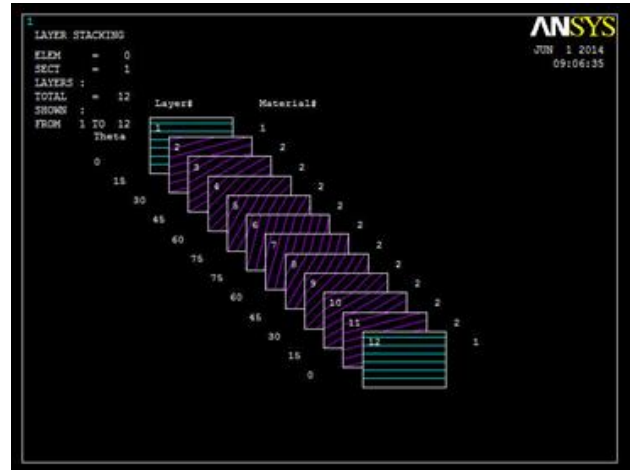 1
LAYER STACKING
ANSYS
JUN 1 2014
09:06:35
ELEM = 0
SECT = 1
LAYERS :
TOTAL = 12
SHOWN :
FROM 1 TO 12
Layer# Material#
Theta
1 1
2 2
0
3 2
15
4 2
30
5 2
45
6 2
60
7 2
75
8 2
75
9 2
60
10 2
45
11 2
30
12 1
15
0